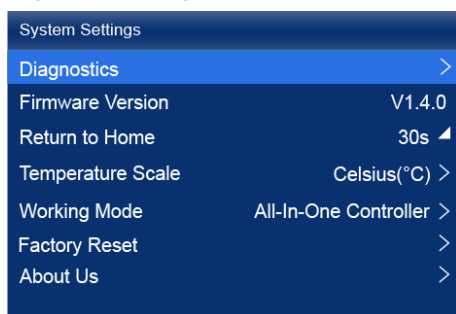 System Settings
Diagnostics >
Firmware Version V1.4.0
Return to Home 30s
Temperature Scale Celsius(°C) >
Working Mode All-In-One Controller >
Factory Reset >
About Us >